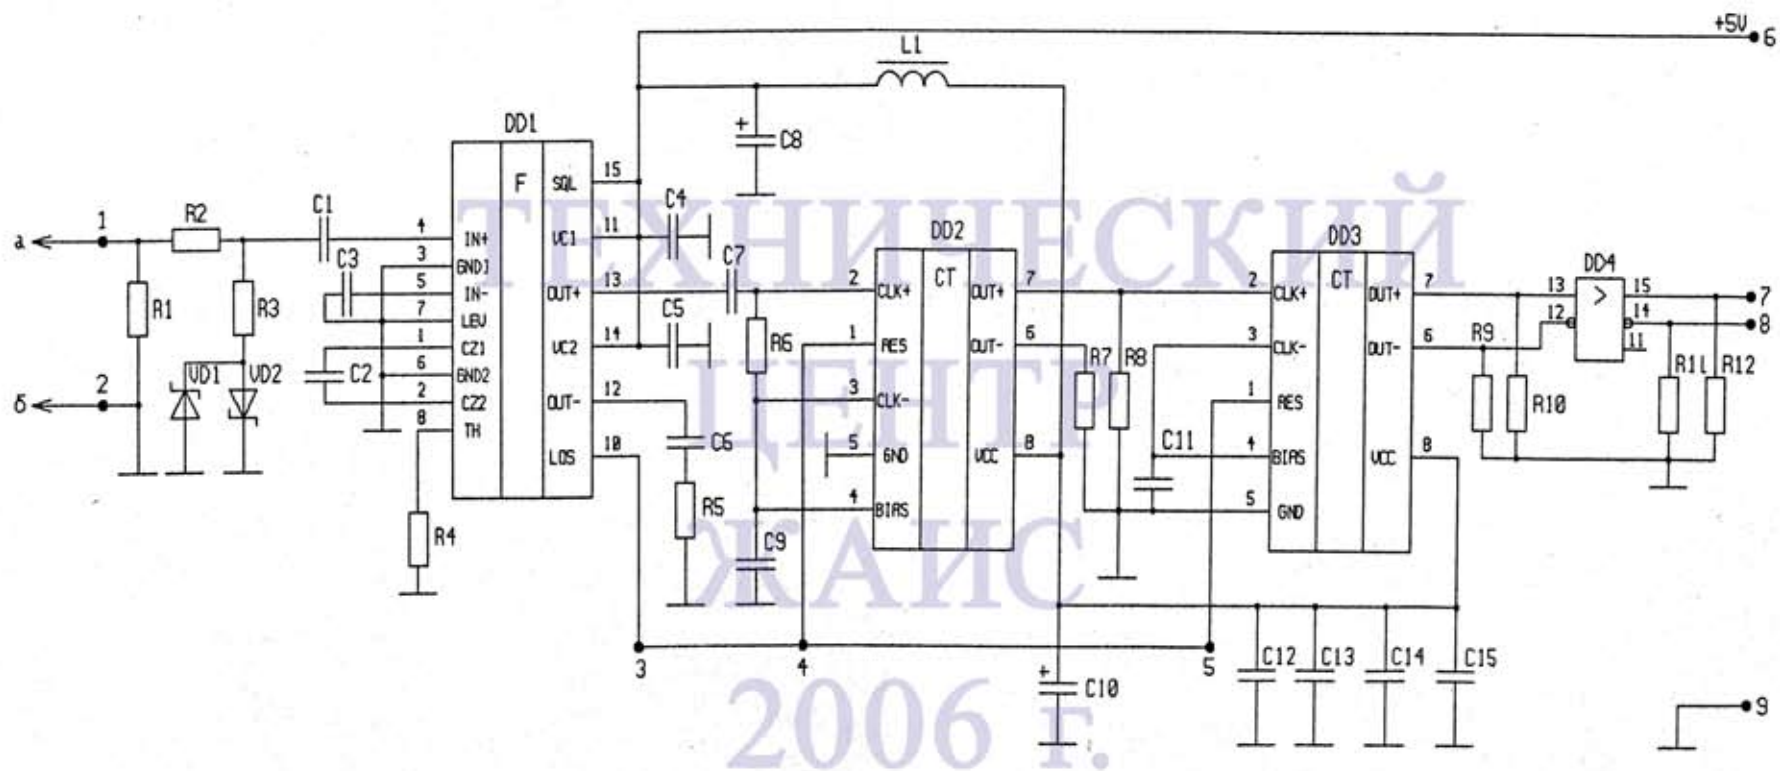 +5V 6
L1
DD1
C8
F SQL 15
C4
VC1 11
а 1 R2 C1 4 IN+
3 GND1
C3 5 IN-
7 LEV
1 CZ1
6 GND2
C2 2 CZ2
8 TH
R1 R3
VD1 VD2
б 2
R4
OUT+ 13
C7
VC2 14
C5
OUT- 12
C6
LOS 10
R5
R6
C9
DD2
2 CLK+ CT OUT+ 7
1 RES OUT- 6
3 CLK-
5 GND VCC 8
4 BIAS
R7 R8
C11
DD3
2 CLK+ CT OUT+ 7
3 CLK- OUT- 6
1 RES
4 BIAS VCC 8
5 GND
R9 R10
DD4
13 > 15 7
12 14 8
11
R11 R12
3 4 5
C10 C12 C13 C14 C15
9
ТЕХНИЧЕСКИЙ
ЦЕНТР
ЖАИС
2006 г.